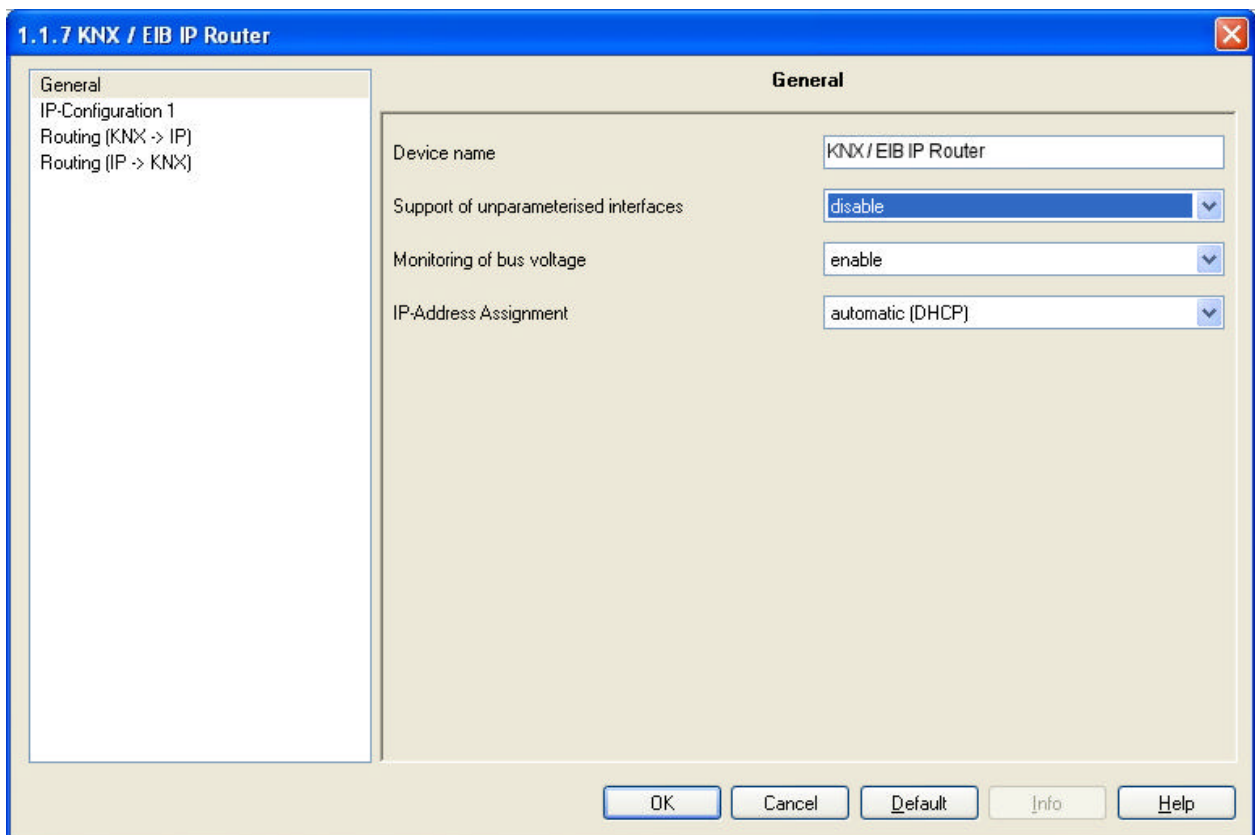 1.1.7 KNX / EIB IP Router
General
IP-Configuration 1
Routing (KNX -> IP)
Routing (IP -> KNX)
General
Device name KNX / EIB IP Router
Support of unparameterised interfaces disable
Monitoring of bus voltage enable
IP-Address Assignment automatic (DHCP)
OK Cancel Default Info Help